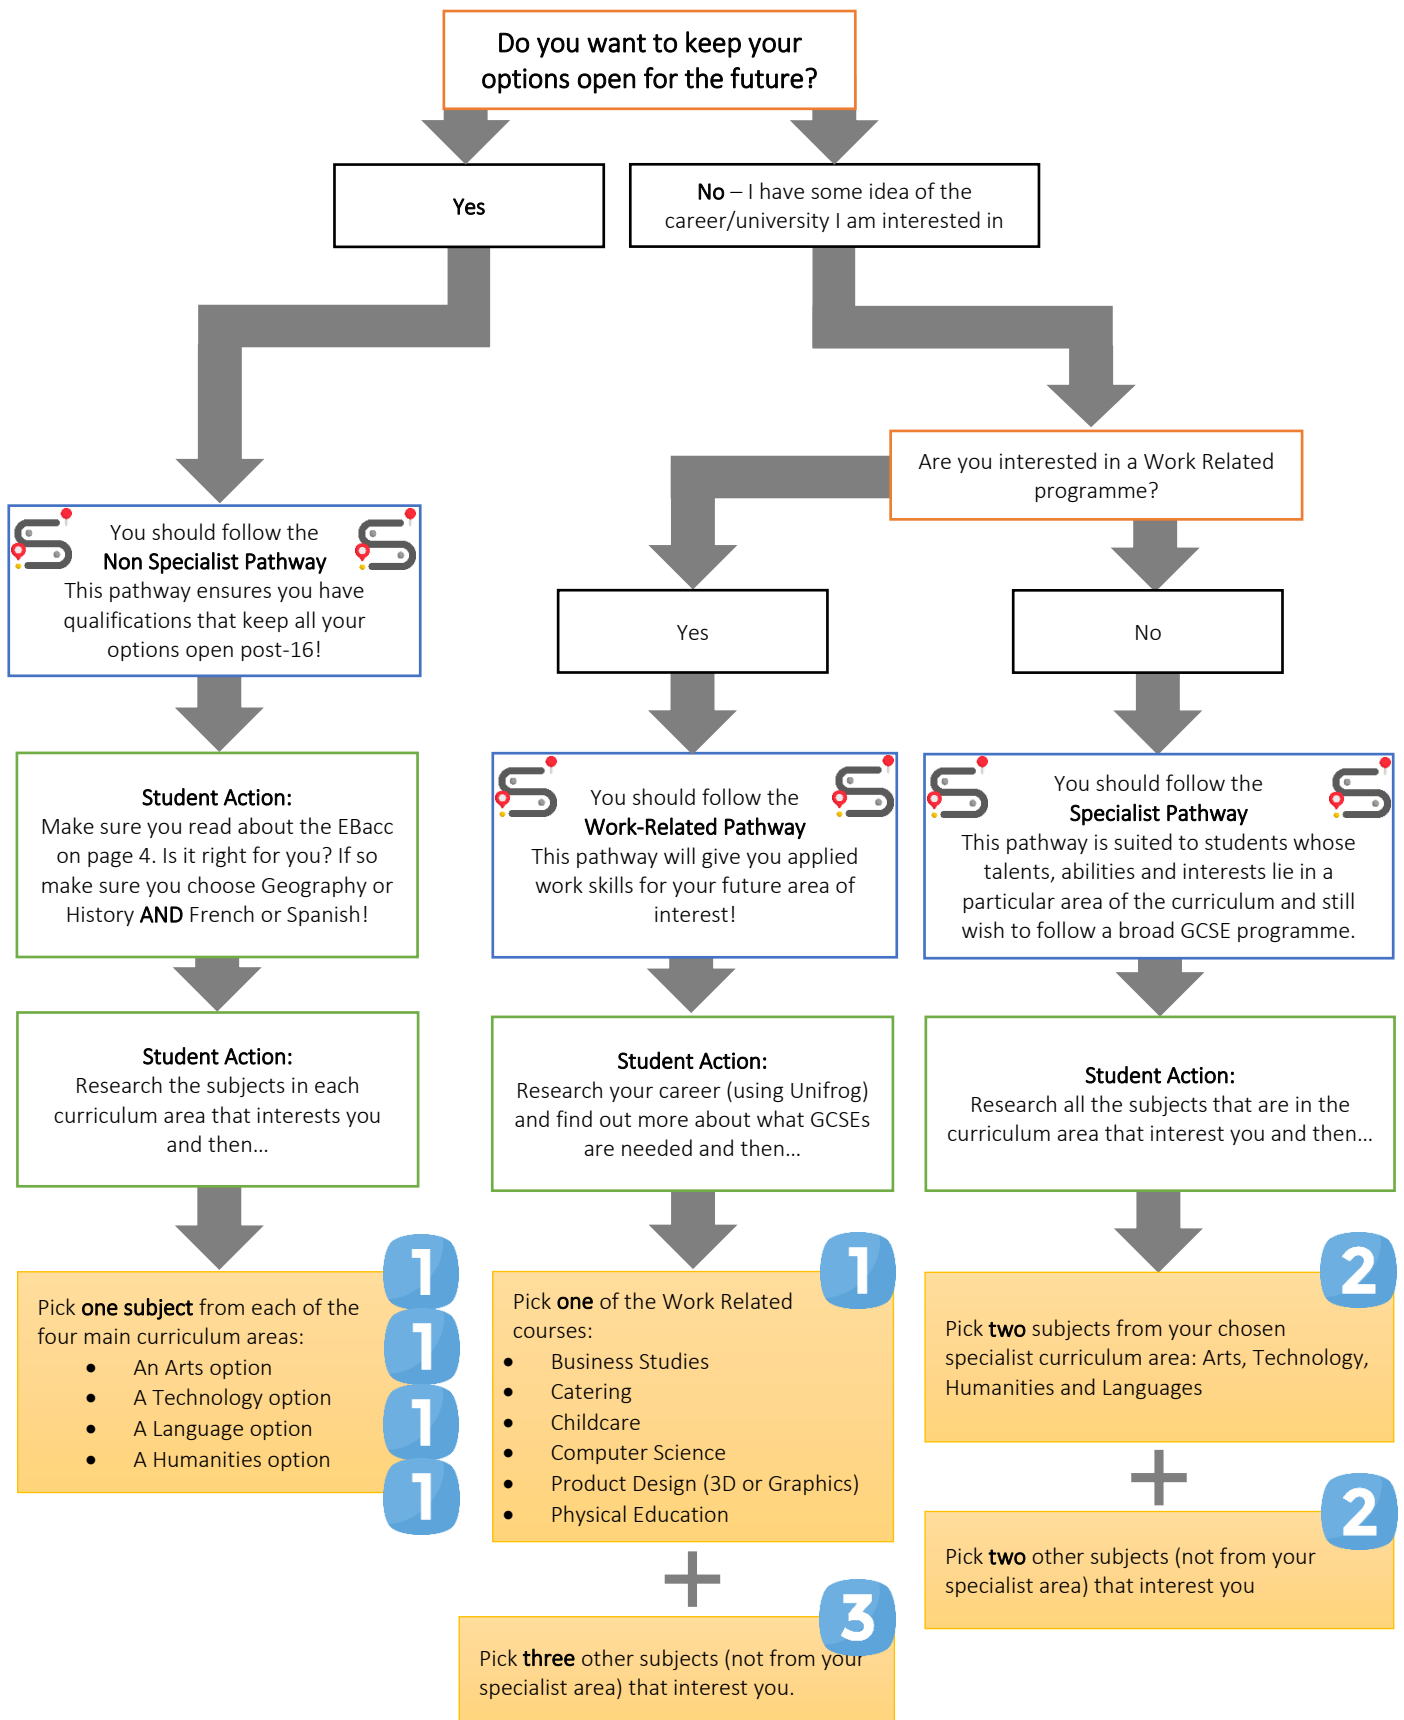 Do you want to keep your
options open for the future?
Yes
No – I have some idea of the
career/university I am interested in
Are you interested in a Work Related
programme?
You should follow the
Non Specialist Pathway
This pathway ensures you have
qualifications that keep all your
options open post-16!
Yes
No
Student Action:
Make sure you read about the EBacc
on page 4. Is it right for you? If so
make sure you choose Geography or
History AND French or Spanish!
You should follow the
Work-Related Pathway
This pathway will give you applied
work skills for your future area of
interest!
You should follow the
Specialist Pathway
This pathway is suited to students whose
talents, abilities and interests lie in a
particular area of the curriculum and still
wish to follow a broad GCSE programme.
Student Action:
Research the subjects in each
curriculum area that interests you
and then…
Student Action:
Research your career (using Unifrog)
and find out more about what GCSEs
are needed and then…
Student Action:
Research all the subjects that are in the
curriculum area that interest you and then…
Pick one subject from each of the
four main curriculum areas:
• An Arts option
• A Technology option
• A Language option
• A Humanities option
1
1
1
1
Pick one of the Work Related
courses:
• Business Studies
• Catering
• Childcare
• Computer Science
• Product Design (3D or Graphics)
• Physical Education
1
+
Pick three other subjects (not from your
specialist area) that interest you.
3
Pick two subjects from your chosen
specialist curriculum area: Arts, Technology,
Humanities and Languages
2
+
Pick two other subjects (not from your
specialist area) that interest you
2